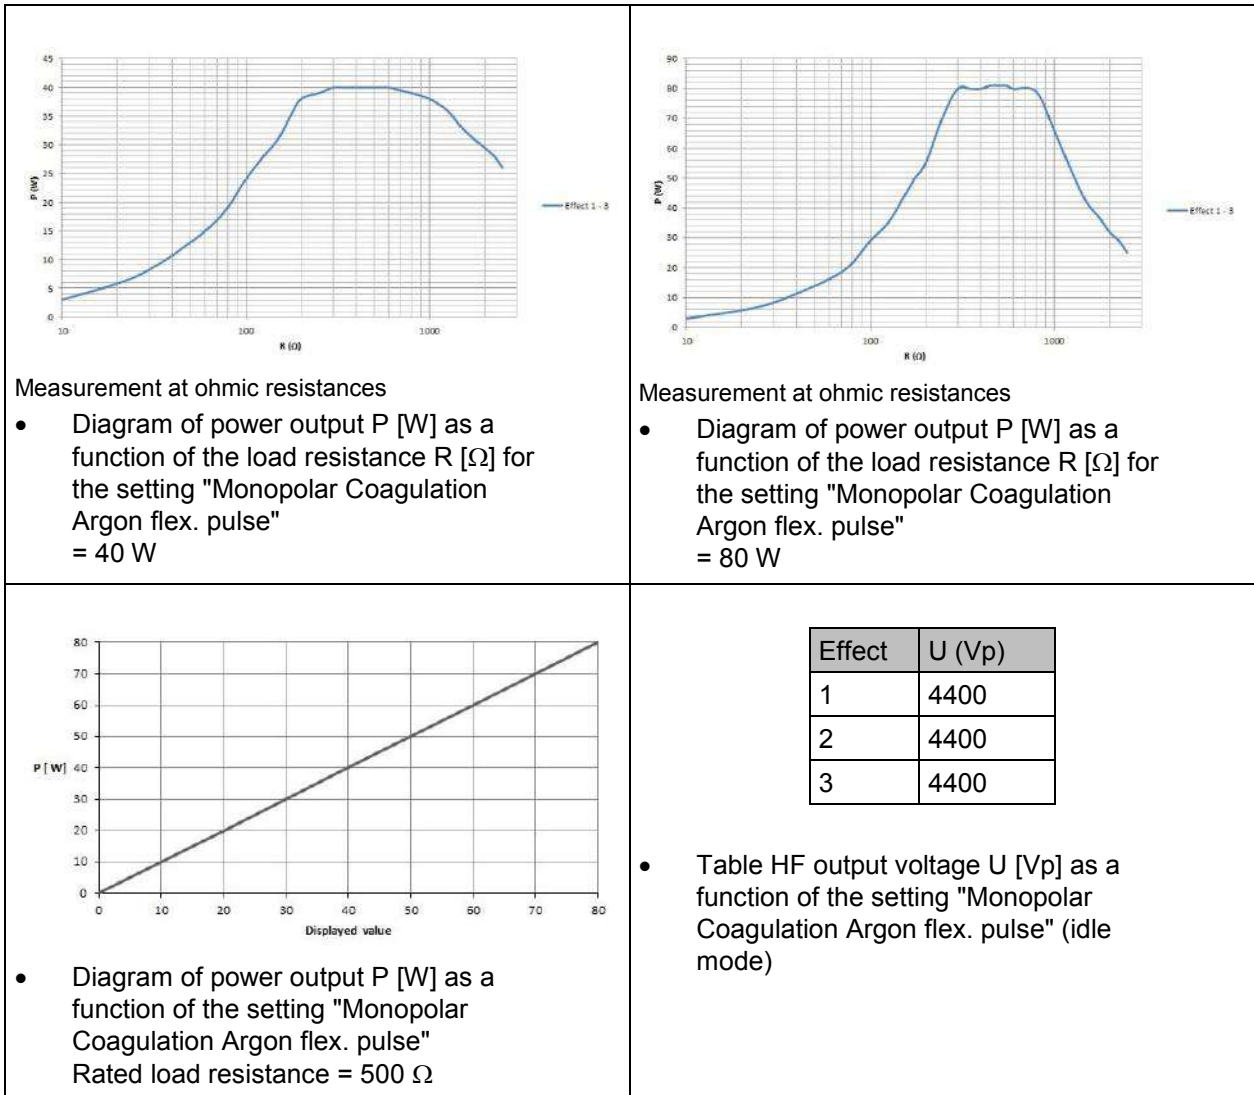 45
40
35
30
25
20
15
10
5
0
P (W)
10
100
1000
R (Ω)
Effect 1 - 3
Measurement at ohmic resistances
• Diagram of power output P [W] as a
function of the load resistance R [Ω] for
the setting "Monopolar Coagulation
Argon flex. pulse"
= 40 W
90
80
70
60
50
40
30
20
10
0
P (W)
10
100
1000
R (Ω)
Effect 1 - 3
Measurement at ohmic resistances
• Diagram of power output P [W] as a
function of the load resistance R [Ω] for
the setting "Monopolar Coagulation
Argon flex. pulse"
= 80 W
80
70
60
50
P [ W] 40
30
20
10
0
0 10 20 30 40 50 60 70 80
Displayed value
• Diagram of power output P [W] as a
function of the setting "Monopolar
Coagulation Argon flex. pulse"
Rated load resistance = 500 Ω
Effect U (Vp)
1 4400
2 4400
3 4400
• Table HF output voltage U [Vp] as a
function of the setting "Monopolar
Coagulation Argon flex. pulse" (idle
mode)